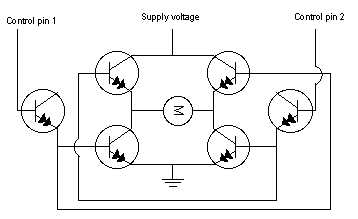 Control pin 1
Supply voltage
Control pin 2
M